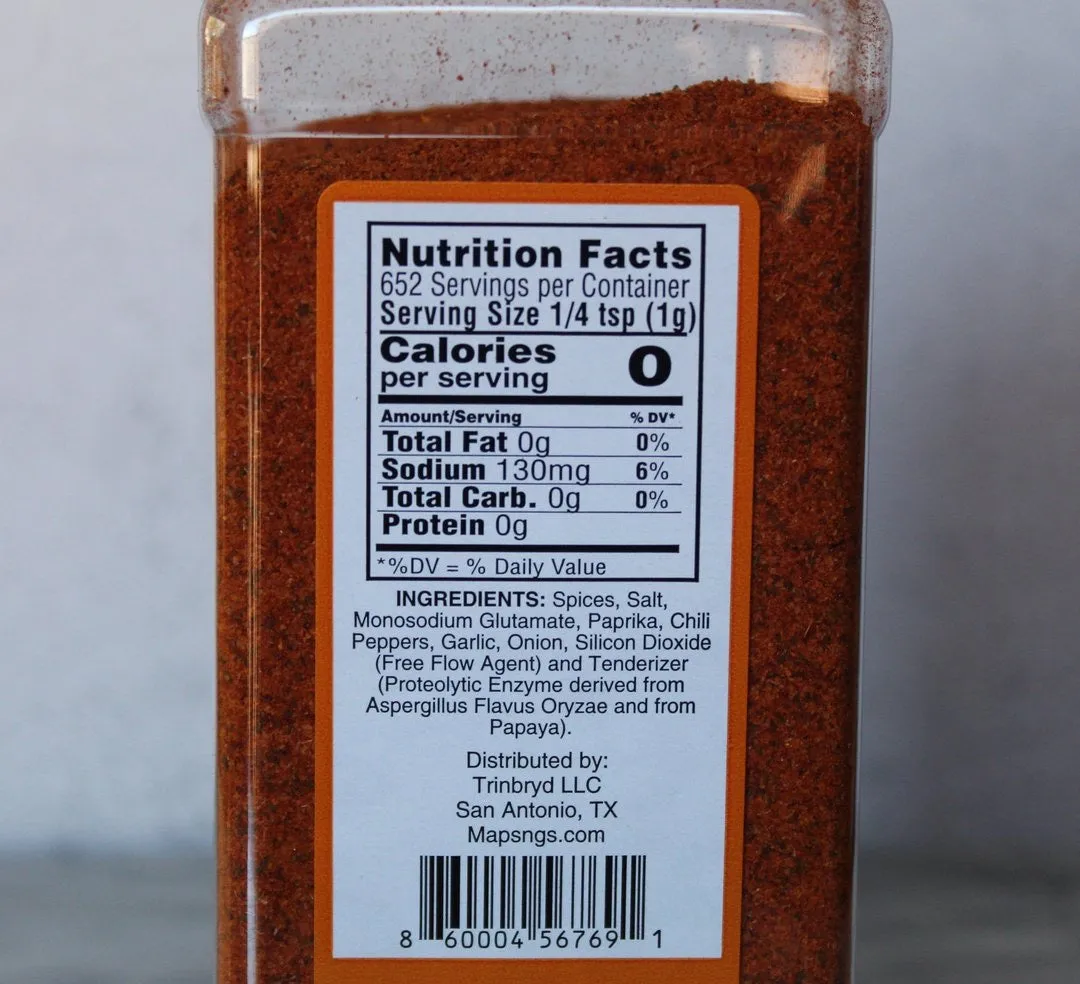 Nutrition Facts
652 Servings per Container
Serving Size 1/4 tsp (1g)
Calories
per serving
0
Amount/Serving % DV*
Total Fat 0g 0%
Sodium 130mg 6%
Total Carb. 0g 0%
Protein 0g
*%DV = % Daily Value
INGREDIENTS: Spices, Salt,
Monosodium Glutamate, Paprika, Chili
Peppers, Garlic, Onion, Silicon Dioxide
(Free Flow Agent) and Tenderizer
(Proteolytic Enzyme derived from
Aspergillus Flavus Oryzae and from
Papaya).
Distributed by:
Trinbryd LLC
San Antonio, TX
Mapsngs.com
8 60004 56769 1